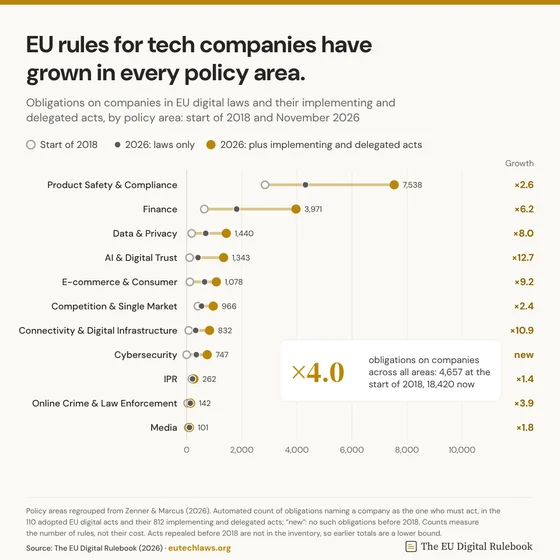 EU rules for tech companies have
grown in every policy area.
Obligations on companies in EU digital laws and their implementing and
delegated acts, by policy area: start of 2018 and November 2026
Start of 2018 2026: laws only 2026: plus implementing and delegated acts
Growth
Product Safety & Compliance 7,538 ×2.6
Finance 3,971 ×6.2
Data & Privacy 1,440 ×8.0
AI & Digital Trust 1,343 ×12.7
E-commerce & Consumer 1,078 ×9.2
Competition & Single Market 966 ×2.4
Connectivity & Digital Infrastructure 832 ×10.9
Cybersecurity 747 new
IPR 262 ×1.4
Online Crime & Law Enforcement 142 ×3.9
Media 101 ×1.8
×4.0
obligations on companies
across all areas: 4,657 at the
start of 2018, 18,420 now
0 2,000 4,000 6,000 8,000 10,000
Policy areas regrouped from Zenner & Marcus (2026). Automated count of obligations naming a company as the one who must act, in the
110 adopted EU digital acts and their 812 implementing and delegated acts; “new”: no such obligations before 2018. Counts measure
the number of rules, not their cost. Acts repealed before 2018 are not in the inventory, so earlier totals are a lower bound.
Source: The EU Digital Rulebook (2026) · eutechlaws.org
The EU Digital Rulebook